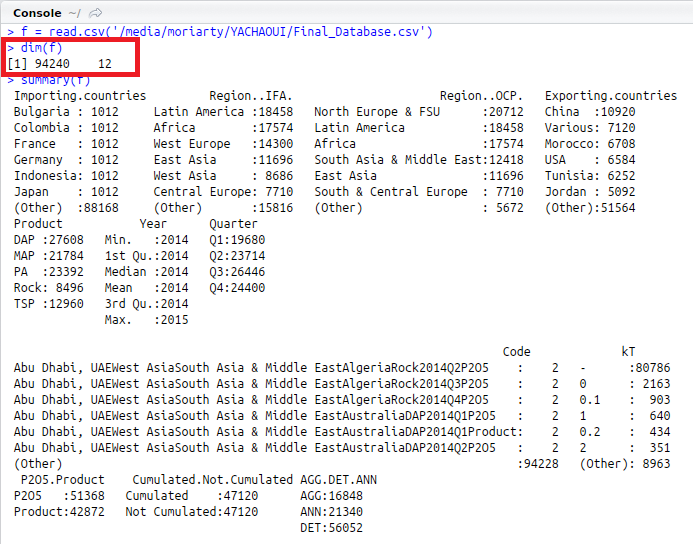 Console ~/
> f = read.csv('/media/moriarty/YACHAOUI/Final_Database.csv')
> dim(f)
[1] 94240    12
> summary(f)
 Importing.countries         Region..IFA.                    Region..OCP.   Exporting.countries
Bulgaria : 1012     Latin America :18458   North Europe & FSU      :20712   China  :10920
Colombia : 1012     Africa        :17574   Latin America           :18458   Various: 7120
France   : 1012     West Europe   :14300   Africa                  :17574   Morocco: 6708
Germany  : 1012     East Asia     :11696   South Asia & Middle East:12418   USA    : 6584
Indonesia: 1012     West Asia     : 8686   East Asia               :11696   Tunisia: 6252
Japan    : 1012     Central Europe: 7710   South & Central Europe  : 7710   Jordan : 5092
(Other)  :88168     (Other)       :15816   (Other)                 : 5672   (Other):51564
Product           Year      Quarter
DAP :27608   Min.   :2014   Q1:19680
MAP :21784   1st Qu.:2014   Q2:23714
PA  :23392   Median :2014   Q3:26446
Rock: 8496   Mean   :2014   Q4:24400
TSP :12960   3rd Qu.:2014
Max.   :2015
Code             kT
Abu Dhabi, UAEWest AsiaSouth Asia & Middle EastAlgeriaRock2014Q2P2O5    :    2   -      :80786
Abu Dhabi, UAEWest AsiaSouth Asia & Middle EastAlgeriaRock2014Q3P2O5    :    2   0      : 2163
Abu Dhabi, UAEWest AsiaSouth Asia & Middle EastAlgeriaRock2014Q4P2O5    :    2   0.1    :  903
Abu Dhabi, UAEWest AsiaSouth Asia & Middle EastAustraliaDAP2014Q1P2O5   :    2   1      :  640
Abu Dhabi, UAEWest AsiaSouth Asia & Middle EastAustraliaDAP2014Q1Product:    2   0.2    :  434
Abu Dhabi, UAEWest AsiaSouth Asia & Middle EastAustraliaDAP2014Q2P2O5   :    2   2      :  351
(Other)                                                                 :94228   (Other): 8963
P2O5.Product    Cumulated.Not.Cumulated AGG.DET.ANN
P2O5   :51368   Cumulated    :47120     AGG:16848
Product:42872   Not Cumulated:47120     ANN:21340
DET:56052